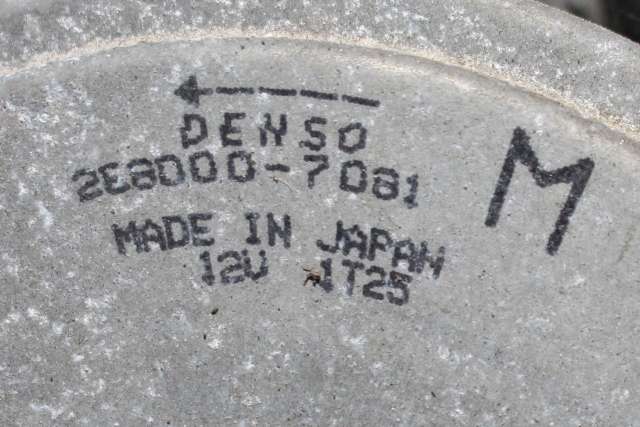 DENSO
2E8000-7081
M
MADE IN JAPAN
12V 1T25